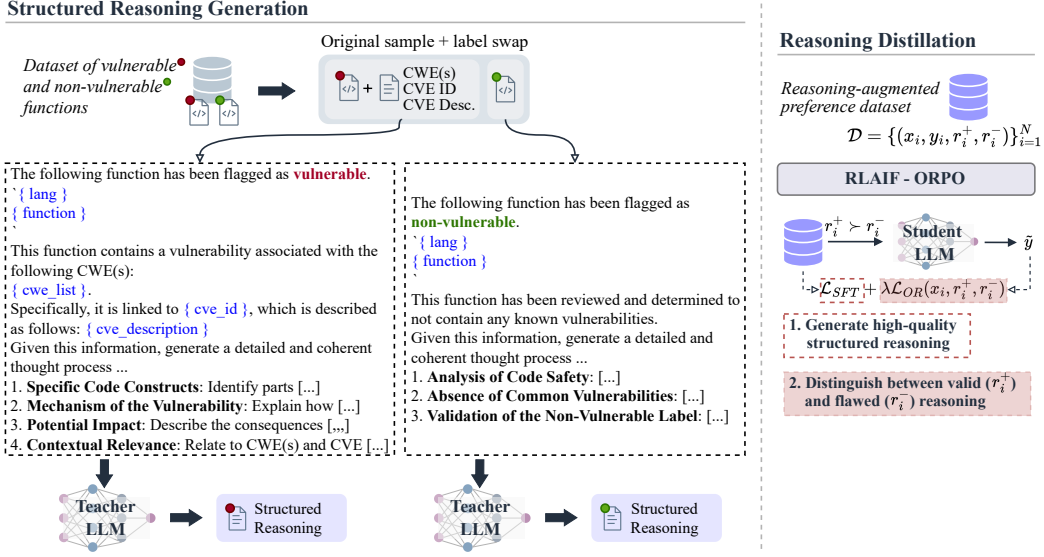 Structured Reasoning Generation
Dataset of vulnerable
and non-vulnerable
functions
Original sample + label swap
</> + CWE(s)
CVE ID
CVE Desc.
</>
</> </>
The following function has been flagged as vulnerable.
`{ lang }
{ function }
`
This function contains a vulnerability associated with the
following CWE(s):
{ cwe_list }.
Specifically, it is linked to { cve_id }, which is described
as follows: { cve_description }
Given this information, generate a detailed and coherent
thought process ...
1. Specific Code Constructs: Identify parts [...]
2. Mechanism of the Vulnerability: Explain how [...]
3. Potential Impact: Describe the consequences [,,,]
4. Contextual Relevance: Relate to CWE(s) and CVE [...]
Teacher
LLM
Structured
Reasoning
The following function has been flagged as
non-vulnerable.
`{ lang }
{ function }
`
This function has been reviewed and determined to
not contain any known vulnerabilities.
Given this information, generate a detailed and
coherent thought process ...
1. Analysis of Code Safety: [...]
2. Absence of Common Vulnerabilities: [...]
3. Validation of the Non-Vulnerable Label: [...]
Teacher
LLM
Structured
Reasoning
Reasoning Distillation
Reasoning-augmented
preference dataset
𝒟 = {(x_i, y_i, r_i^+, r_i^-)}_{i=1}^N
RLAIF - ORPO
r_i^+ ≻ r_i^-
Student
LLM
ỹ
ℒ_{SFT} + λℒ_{OR}(x_i, r_i^+, r_i^-)
1. Generate high-quality
structured reasoning
2. Distinguish between valid (r_i^+)
and flawed (r_i^-) reasoning